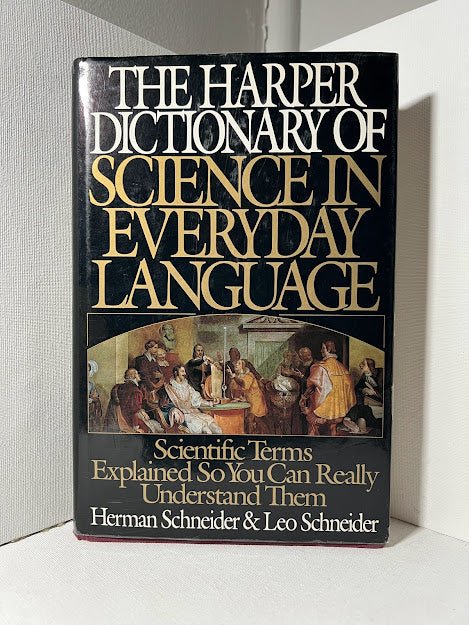 THE HARPER
DICTIONARY OF
SCIENCE IN
EVERYDAY
LANGUAGE
Scientific Terms
Explained So You Can Really
Understand Them
Herman Schneider & Leo Schneider